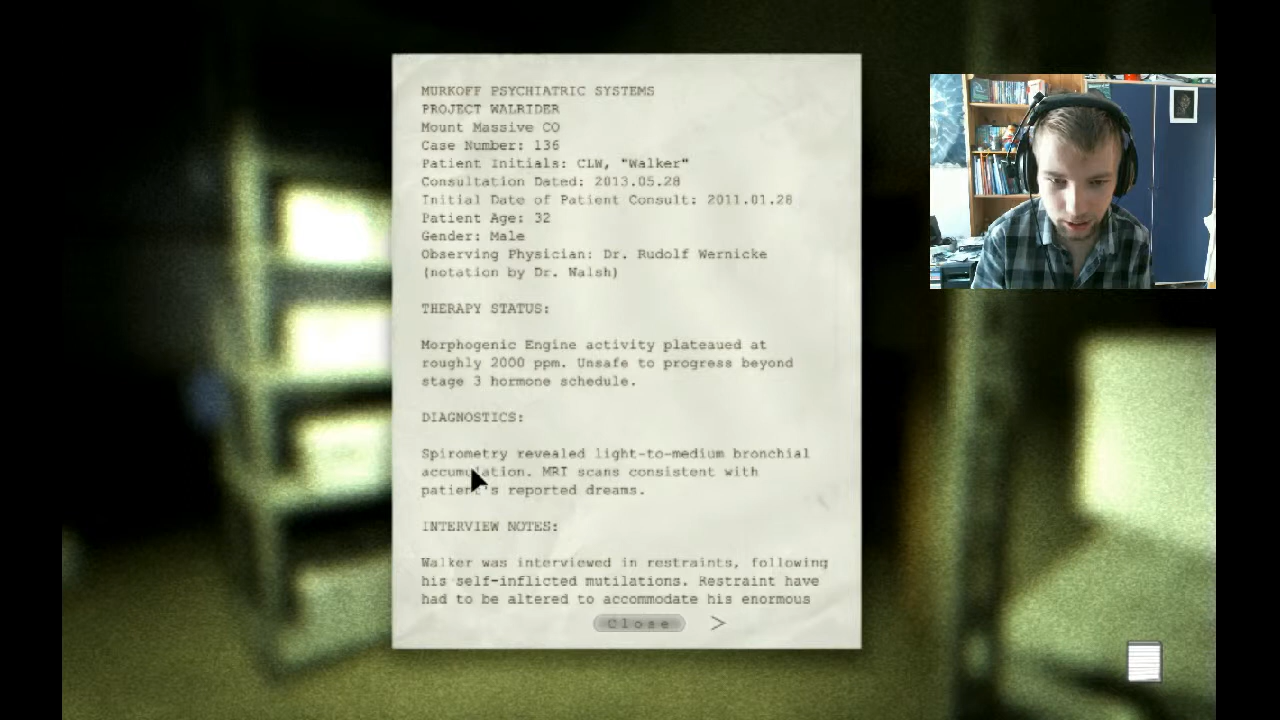 MURKOFF PSYCHIATRIC SYSTEMS
PROJECT WALRIDER
Mount Massive CO
Case Number: 136
Patient Initials: CLW, "Walker"
Consultation Dated: 2013.05.28
Initial Date of Patient Consult: 2011.01.28
Patient Age: 32
Gender: Male
Observing Physician: Dr. Rudolf Wernicke
(notation by Dr. Walsh)
THERAPY STATUS:
Morphogenic Engine activity plateaued at
roughly 2000 ppm. Unsafe to progress beyond
stage 3 hormone schedule.
DIAGNOSTICS:
Spirometry revealed light-to-medium bronchial
accumulation. MRI scans consistent with
patient's reported dreams.
INTERVIEW NOTES:
Walker was interviewed in restraints, following
his self-inflicted mutilations. Restraint have
had to be altered to accommodate his enormous
Close >